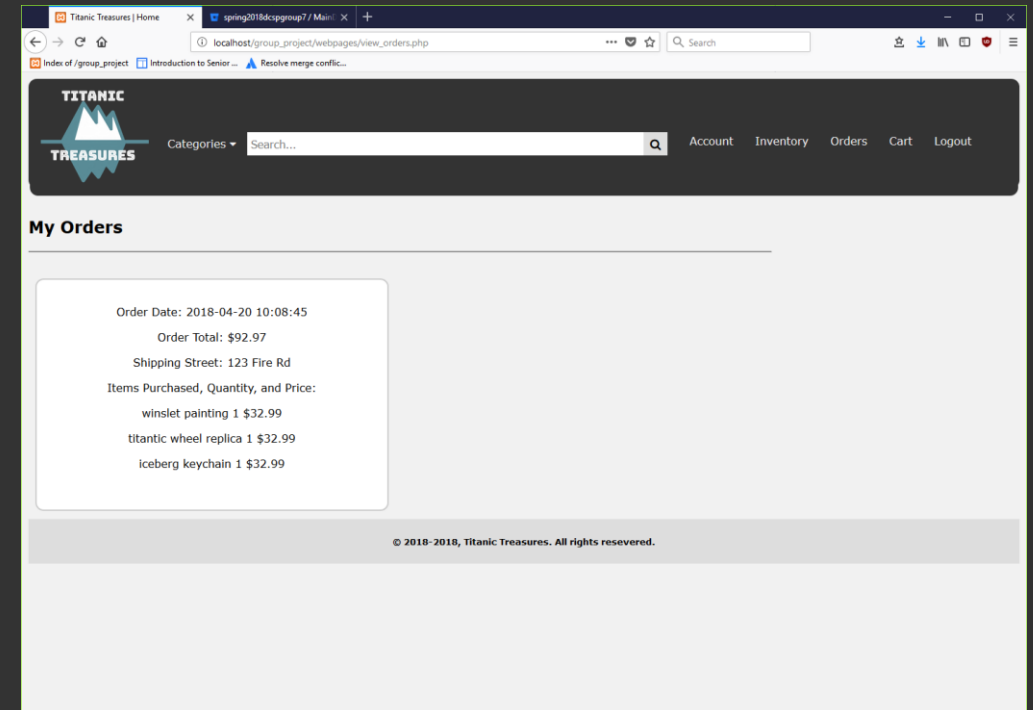 Titanic Treasures | Home
spring2018dcspgroup7 / Main
localhost/group_project/webpages/view_orders.php
Search
Index of /group_project
Introduction to Senior ...
Resolve merge conflic...
TITANIC
TREASURES
Categories
Search...
Account Inventory Orders Cart Logout
My Orders
Order Date: 2018-04-20 10:08:45
Order Total: $92.97
Shipping Street: 123 Fire Rd
Items Purchased, Quantity, and Price:
winslet painting 1 $32.99
titantic wheel replica 1 $32.99
iceberg keychain 1 $32.99
© 2018-2018, Titanic Treasures. All rights resevered.